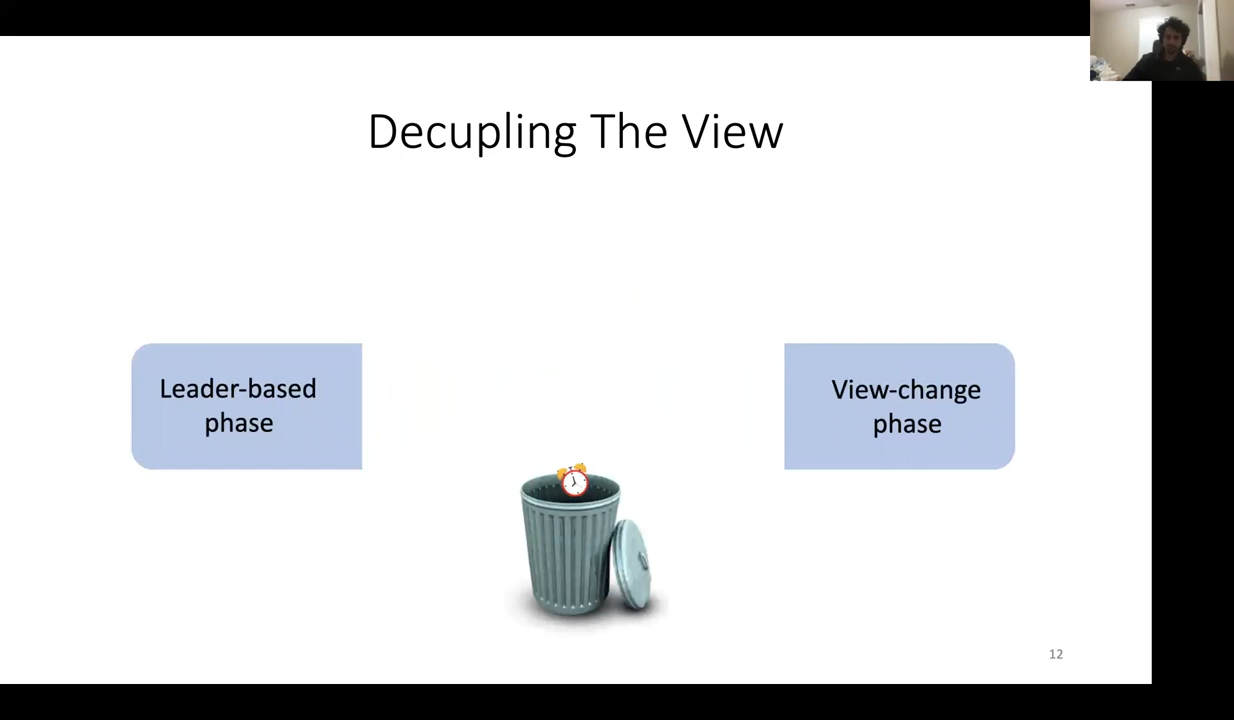 Decupling The View
Leader-based
phase
View-change
phase
12